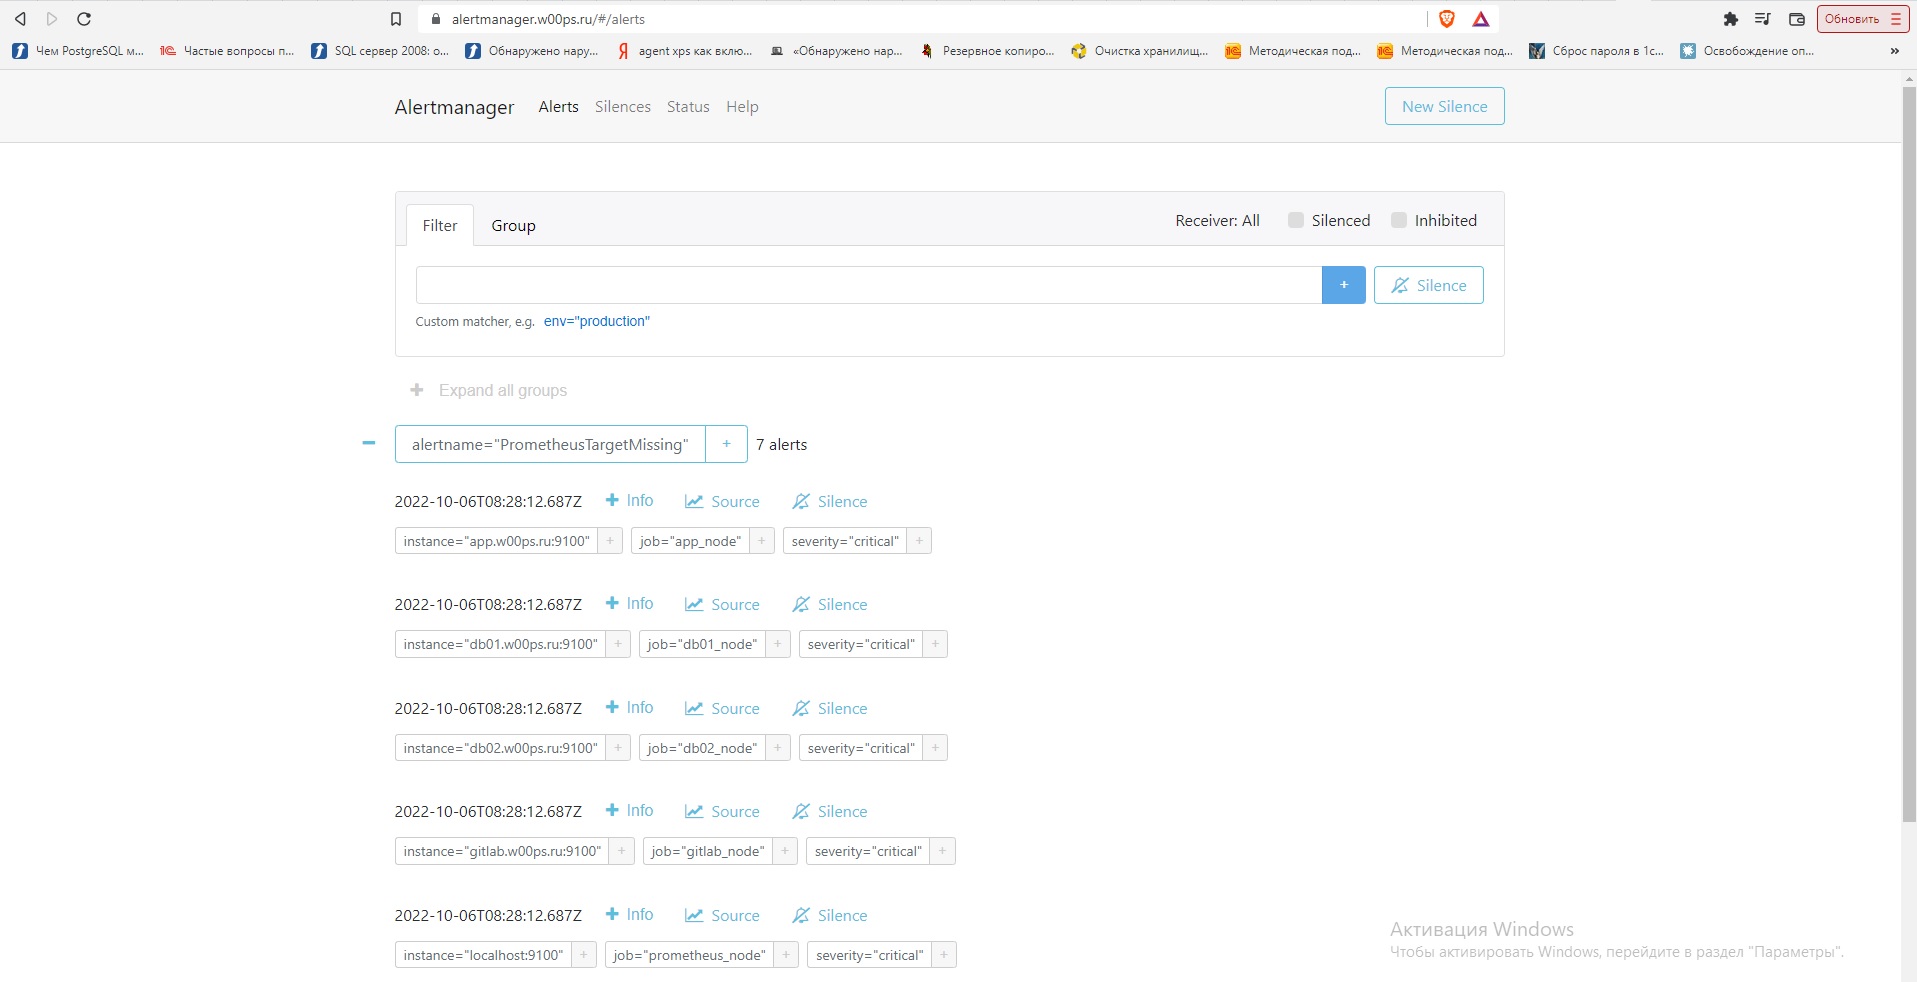 alertmanager.w00ps.ru/#/alerts
Обновить
Чем PostgreSQL м... Частые вопросы п... SQL сервер 2008: о... Обнаружено нару... agent xps как вклю... «Обнаружено нар... Резервное копиро... Очистка хранилищ... Методическая под... Методическая под... Сброс пароля в 1с... Освобождение оп... »
Alertmanager Alerts Silences Status Help New Silence
Filter Group Receiver: All Silenced Inhibited
+ Silence
Custom matcher, e.g. env="production"
+ Expand all groups
alertname="PrometheusTargetMissing" + 7 alerts
2022-10-06T08:28:12.687Z + Info Source Silence
instance="app.w00ps.ru:9100" + job="app_node" + severity="critical" +
2022-10-06T08:28:12.687Z + Info Source Silence
instance="db01.w00ps.ru:9100" + job="db01_node" + severity="critical" +
2022-10-06T08:28:12.687Z + Info Source Silence
instance="db02.w00ps.ru:9100" + job="db02_node" + severity="critical" +
2022-10-06T08:28:12.687Z + Info Source Silence
instance="gitlab.w00ps.ru:9100" + job="gitlab_node" + severity="critical" +
2022-10-06T08:28:12.687Z + Info Source Silence
instance="localhost:9100" + job="prometheus_node" + severity="critical" +
Активация Windows
Чтобы активировать Windows, перейдите в раздел "Параметры".